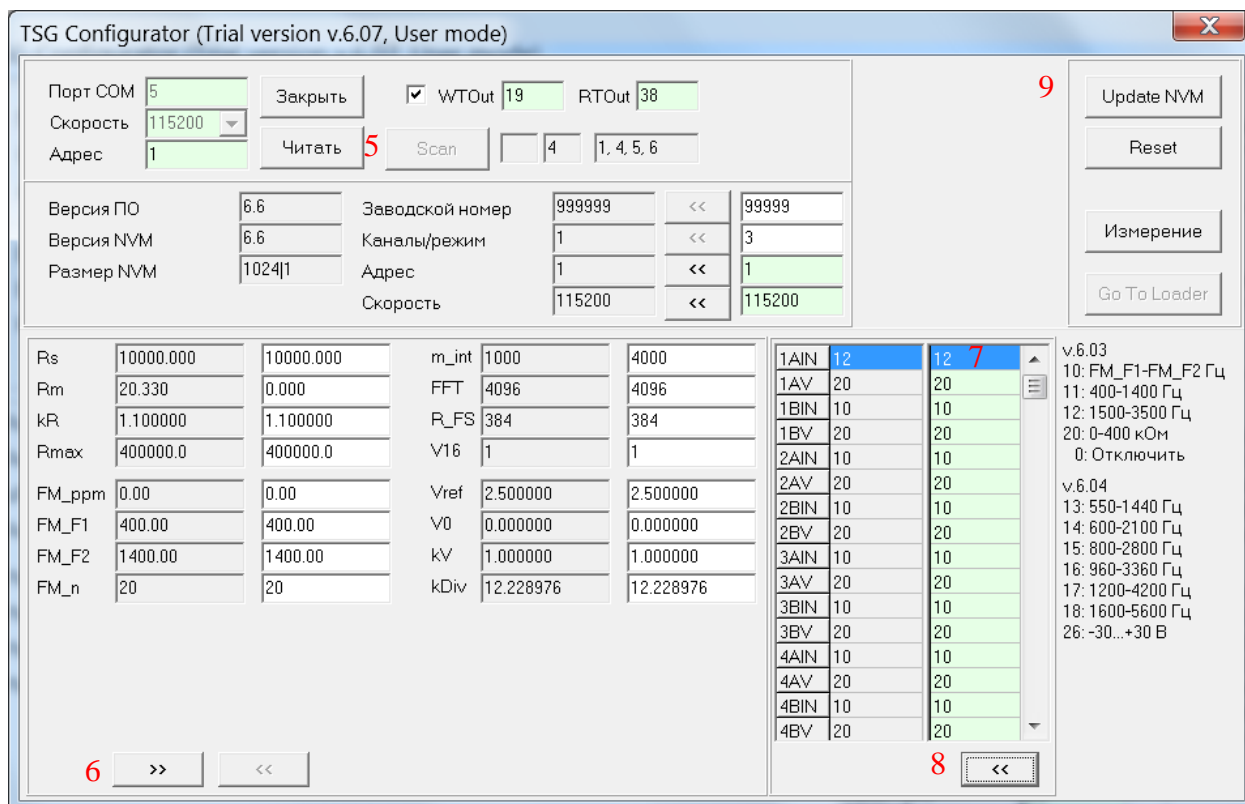 TSG Configurator (Trial version v.6.07, User mode)
Порт COM 5 Закрыть WTOut 19 RTOut 38 9 Update NVM
Скорость 115200
Адрес 1 Читать 5 Scan 4 1, 4, 5, 6 Reset
Версия ПО 6.6 Заводской номер 999999 << 99999
Версия NVM 6.6 Каналы/режим 1 << 3 Измерение
Размер NVM 1024|1 Адрес 1 << 1
Скорость 115200 << 115200 Go To Loader
Rs 10000.000 10000.000 m_int 1000 4000
Rm 20.330 0.000 FFT 4096 4096
kR 1.100000 1.100000 R_FS 384 384
Rmax 400000.0 400000.0 V16 1 1
FM_ppm 0.00 0.00 Vref 2.500000 2.500000
FM_F1 400.00 400.00 V0 0.000000 0.000000
FM_F2 1400.00 1400.00 kV 1.000000 1.000000
FM_n 20 20 kDiv 12.228976 12.228976
6 >> <<
1AIN 12 12 7
1AV 20 20
1BIN 10 10
1BV 20 20
2AIN 10 10
2AV 20 20
2BIN 10 10
2BV 20 20
3AIN 10 10
3AV 20 20
3BIN 10 10
3BV 20 20
4AIN 10 10
4AV 20 20
4BIN 10 10
4BV 20 20
8 <<
v.6.03
10: FM_F1-FM_F2 Гц
11: 400-1400 Гц
12: 1500-3500 Гц
20: 0-400 кОм
0: Отключить
v.6.04
13: 550-1440 Гц
14: 600-2100 Гц
15: 800-2800 Гц
16: 960-3360 Гц
17: 1200-4200 Гц
18: 1600-5600 Гц
26: -30...+30 В